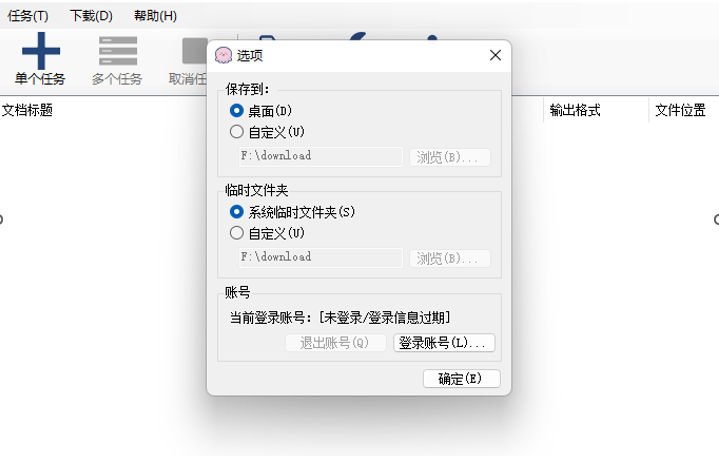 任务(T) 下载(D) 帮助(H)
单个任务 多个任务 取消任
选项
文档标题 输出格式 文件位置
保存到:
桌面(D)
自定义(U)
F:\download 浏览(B)...
临时文件夹
系统临时文件夹(S)
自定义(U)
F:\download 浏览(B)...
账号
当前登录账号: [未登录/登录信息过期]
退出账号(Q) 登录账号(L)...
确定(E)